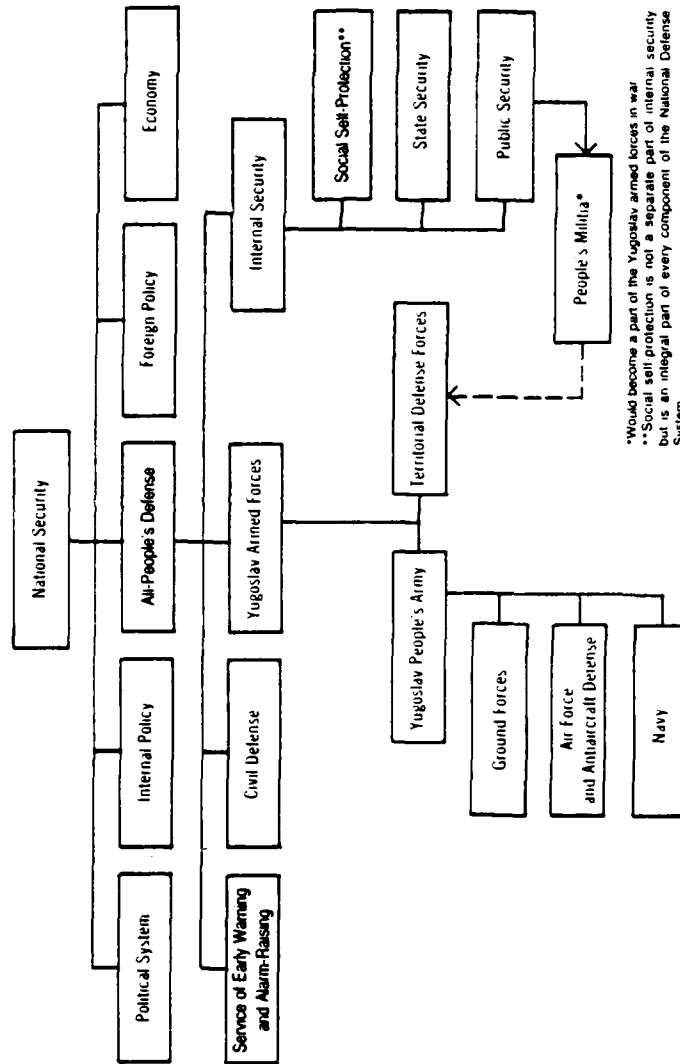 National Security
Political System
Internal Policy
All-People's Defense
Foreign Policy
Economy
Service of Early Warning
and Alarm-Raising
Civil Defense
Yugoslav Armed Forces
Internal Security
Social Self-Protection**
State Security
Public Security
Yugoslav People's Army
Territorial Defense Forces
People's Militia*
Ground Forces
Air Force
and Antiaircraft Defense
Navy
*Would become a part of the Yugoslav armed forces in war
**Social self-protection is not a separate part of internal security
but is an integral part of every component of the National Defense
System